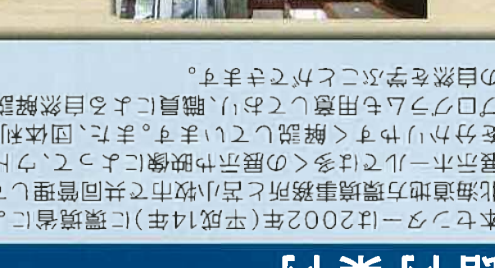 本センターは2002年(平成14年)に環境省に
北海道地方環境事務所と苫小牧市で共同管理し
展示ホールでは多くの展示や映像によって、ウト
を分かりやすく解説しています。また、団体利
プログラムも用意しており、職員による自然解説
の自然を学ぶことができます。